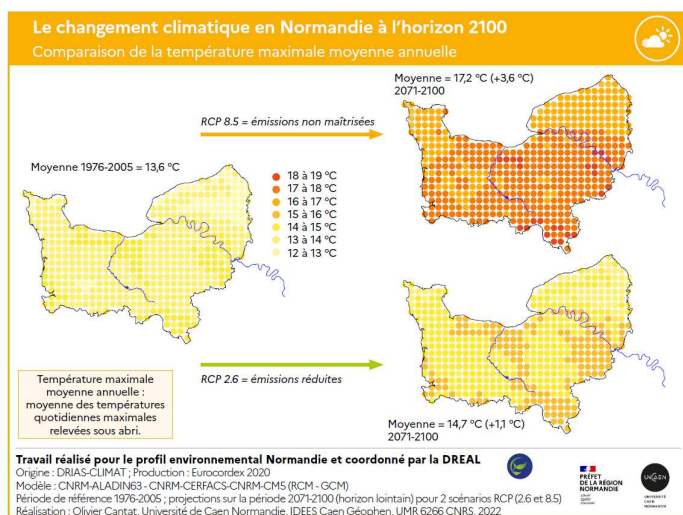 Le changement climatique en Normandie à l'horizon 2100
Comparaison de la température maximale moyenne annuelle
Moyenne = 17,2 °C (+3,6 °C)
2071-2100
RCP 8.5 = émissions non maîtrisées
Moyenne 1976-2005 = 13,6 °C
18 à 19 °C
17 à 18 °C
16 à 17 °C
15 à 16 °C
14 à 15 °C
13 à 14 °C
12 à 13 °C
RCP 2.6 = émissions réduites
Température maximale
moyenne annuelle :
moyenne des températures
quotidiennes maximales
relevées sous abri.
Moyenne = 14,7 °C (+1,1 °C)
2071-2100
Travail réalisé pour le profil environnemental Normandie et coordonné par la DREAL
Origine : DRIAS-CLIMAT ; Production : Eurocordex 2020
Modèle : CNRM-ALADIN63 - CNRM-CERFACS-CNRM-CM5 (RCM - GCM)
Période de référence 1976-2005 ; projections sur la période 2071-2100 (horizon lointain) pour 2 scénarios RCP (2.6 et 8.5)
Réalisation : Olivier Cantat, Université de Caen Normandie, IDEES Caen Géophen, UMR 6266 CNRS, 2022
PRÉFET
DE LA RÉGION
NORMANDIE
UNICAEN
UNIVERSITÉ
CAEN
NORMANDIE